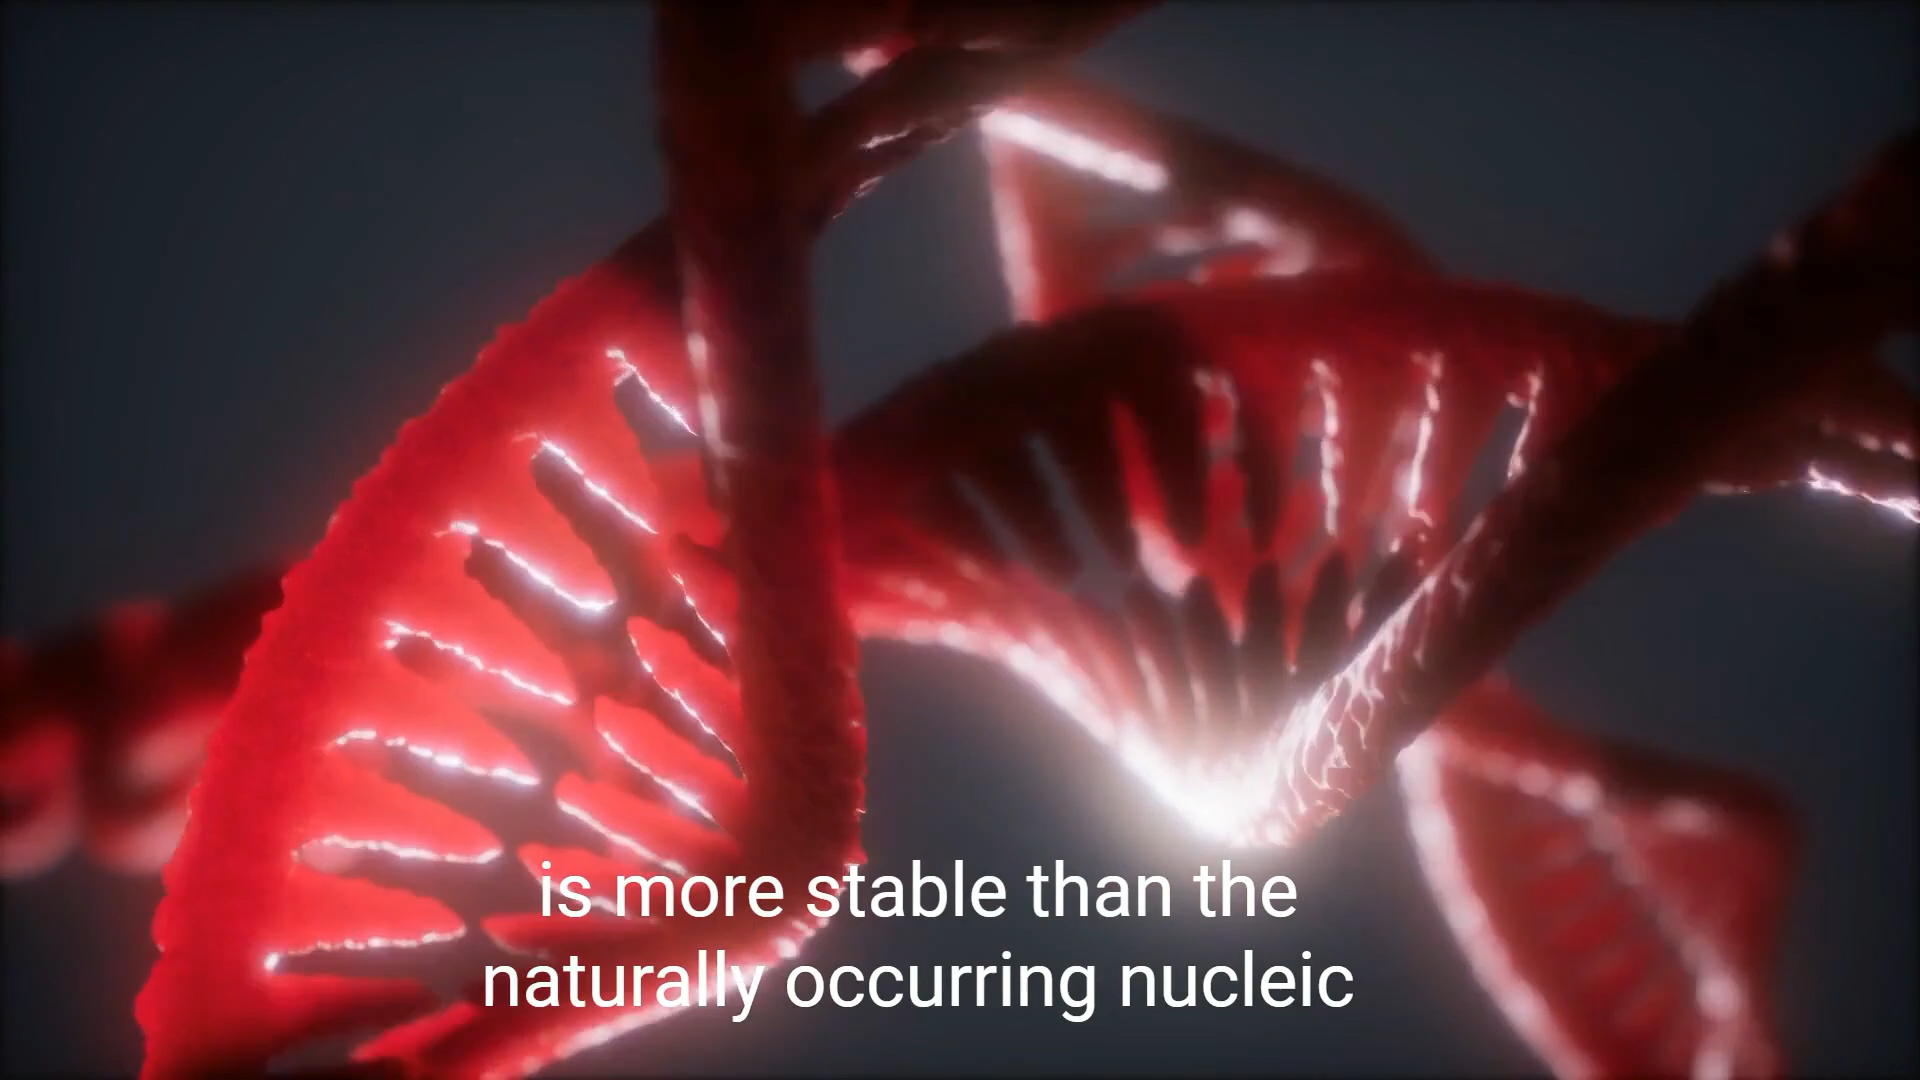 is more stable than the
naturally occurring nucleic